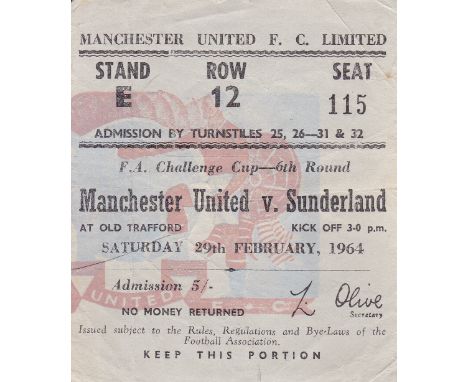 MANCHESTER UNITED F. C. LIMITED
STAND ROW SEAT
E 12 115
ADMISSION BY TURNSTILES 25, 26—31 & 32
F.A. Challenge Cup—6th Round
Manchester United v. Sunderland
AT OLD TRAFFORD KICK OFF 3-0 p.m.
SATURDAY 29th FEBRUARY, 1964
Admission 5/-
L. Olive
UNITED F·C·
NO MONEY RETURNED Secretary
Issued subject to the Rules, Regulations and Bye-Laws of the
Football Association.
KEEP THIS PORTION